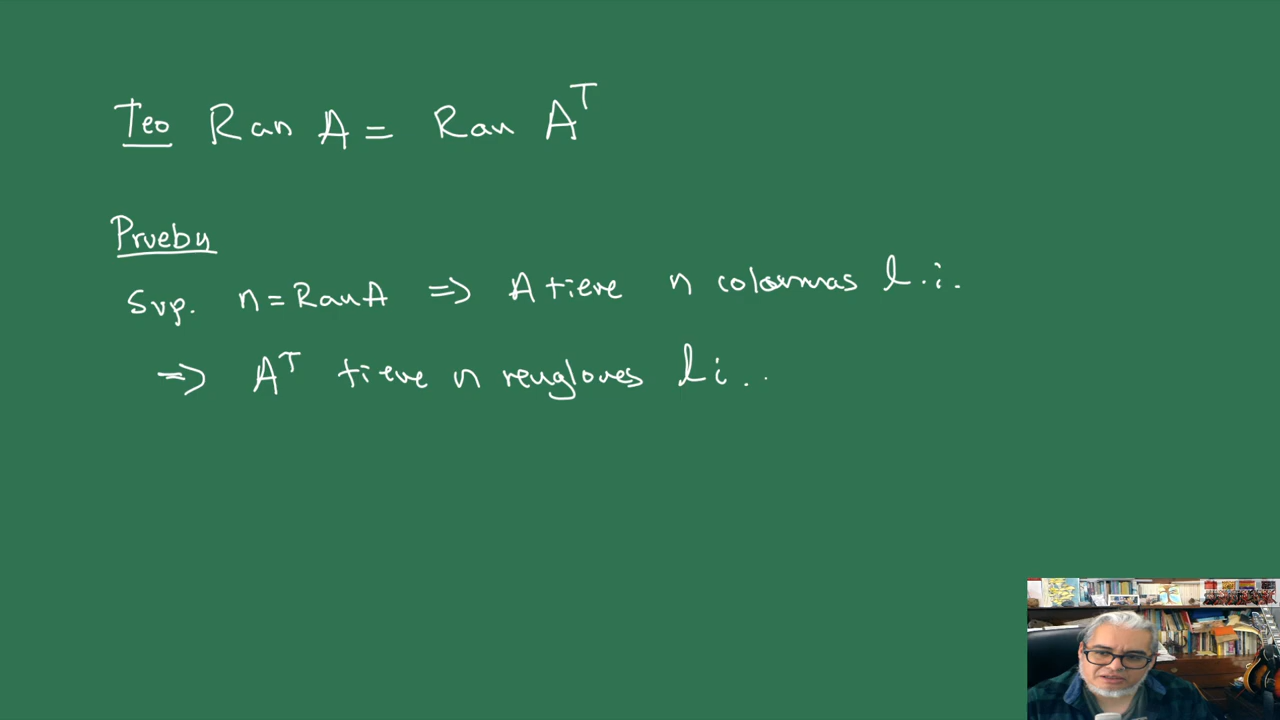 Teo Ran A = Ran A^T
Prueba
Sup. n = Ran A => A tiene n columnas l.i.
=> A^T tiene n renglones l i . .